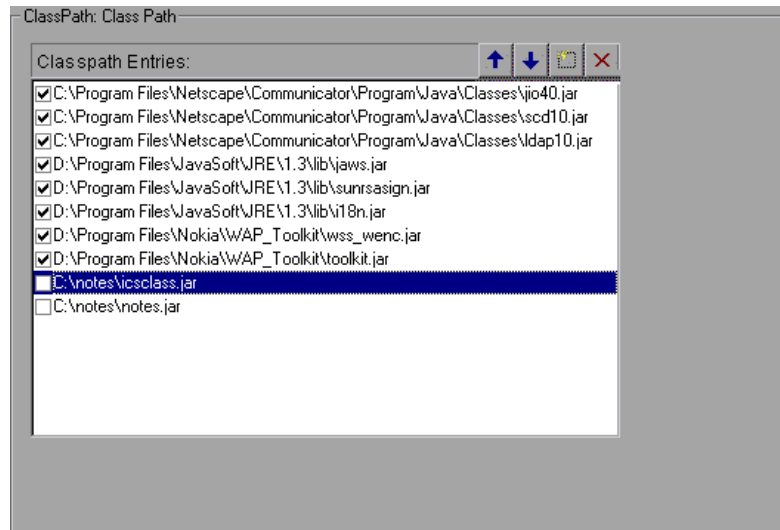 ClassPath: Class Path
Classpath Entries:
C:\Program Files\Netscape\Communicator\Program\Java\Classes\jio40.jar
C:\Program Files\Netscape\Communicator\Program\Java\Classes\scd10.jar
C:\Program Files\Netscape\Communicator\Program\Java\Classes\ldap10.jar
D:\Program Files\JavaSoft\JRE\1.3\lib\jaws.jar
D:\Program Files\JavaSoft\JRE\1.3\lib\sunrsasign.jar
D:\Program Files\JavaSoft\JRE\1.3\lib\i18n.jar
D:\Program Files\Nokia\WAP_Toolkit\wss_wenc.jar
D:\Program Files\Nokia\WAP_Toolkit\toolkit.jar
C:\notes\icsclass.jar
C:\notes\notes.jar